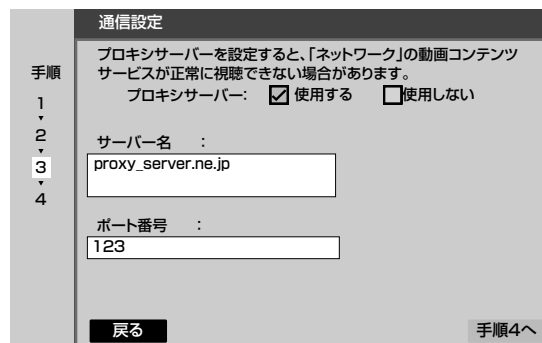 通信設定
プロキシサーバーを設定すると、「ネットワーク」の動画コンテンツ
サービスが正常に視聴できない場合があります。
プロキシサーバー: 使用する 使用しない
手順
1
2
3
4
サーバー名 :
proxy_server.ne.jp
ポート番号 :
123
戻る
手順4へ